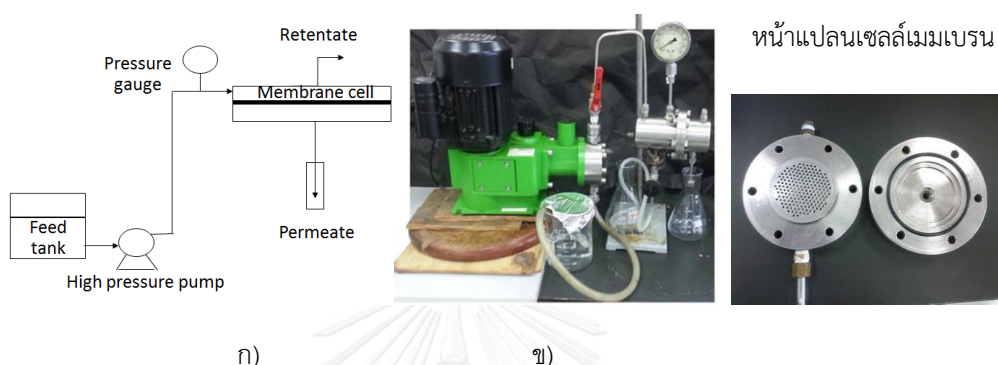 Retentate
Pressure
gauge
Membrane cell
Feed
tank
Permeate
High pressure pump
หน้าแปลนเซลล์เมมเบรน
ก)
ข)